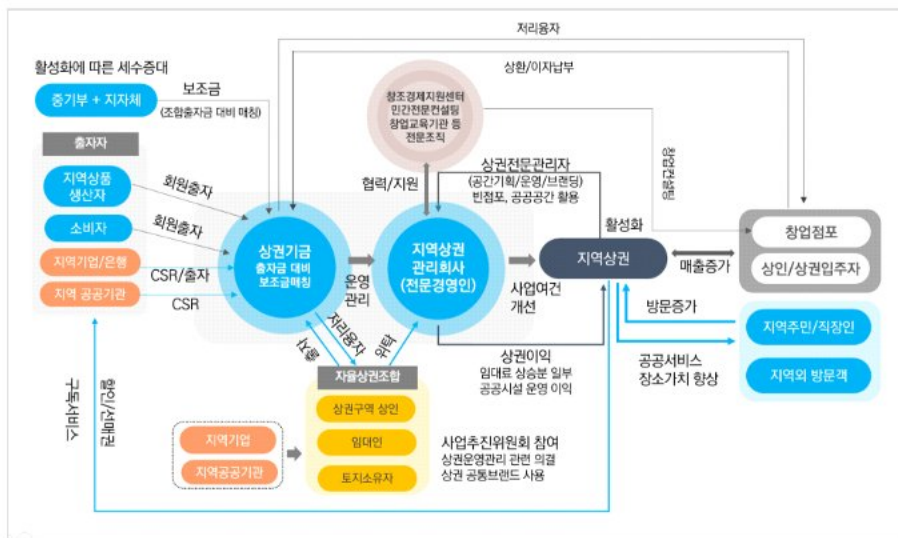 저리융자
상환/이자납부
활성화에 따른 세수증대
중기부 + 지자체
보조금
(조합출자금 대비 매칭)
창조경제지원센터
민간전문컨설팅
창업교육기관 등
전문조직
출자자
지역상품
생산자
소비자
지역기업/은행
지역 공공기관
회원출자
회원출자
CSR/출자
CSR
상권기금
출자금 대비
보조금매칭
운영
관리
협력/지원
지역상권
관리회사
(전문경영인)
상권전문관리자
(공간기획/운영/브랜딩)
빈점포, 공공공간 활용
활성화
지역상권
사업여건
개선
창업컨설팅
매출증가
창업점포
상인/상권입주자
방문증가
지역주민/직장인
지역외 방문객
공공서비스
장소가치 향상
상권이익
임대료 상승분 일부
공공시설 운영 이익
출자
저리융자
위탁
자율상권조합
상권구역 상인
임대인
토지소유자
지역기업
지역공공기관
사업추진위원회 참여
상권운영관리 관련 의결
상권 공통브랜드 사용
구독서비스
할인/선매권